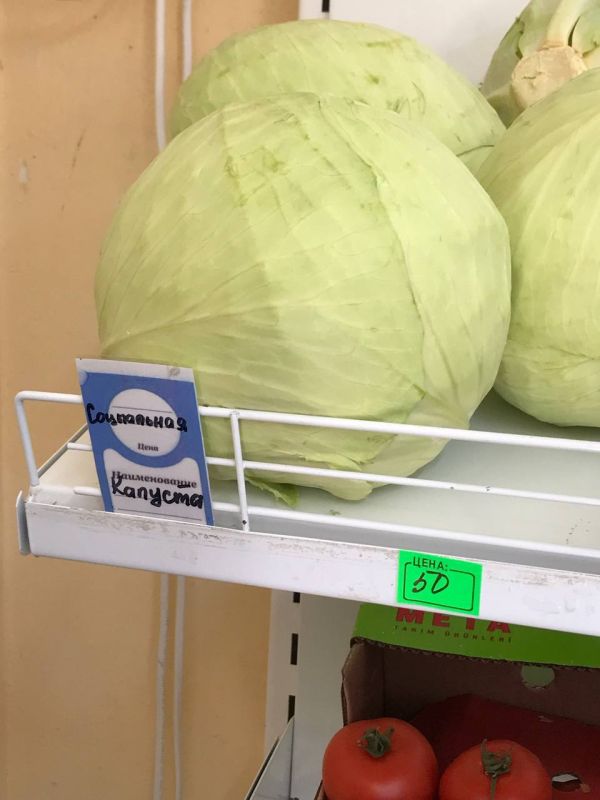 Социальная
Цена
Наименование
Капуста
ЦЕНА:
50
META
TARIM ÜRÜNLERİ